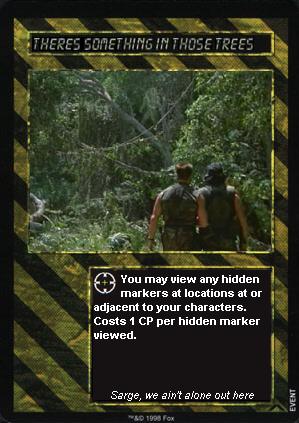 THERES SOMETHING IN THOSE TREES
You may view any hidden
markers at locations at or
adjacent to your characters.
Costs 1 CP per hidden marker
viewed.
Sarge, we ain't alone out here
EVENT
™&© 1998 Fox